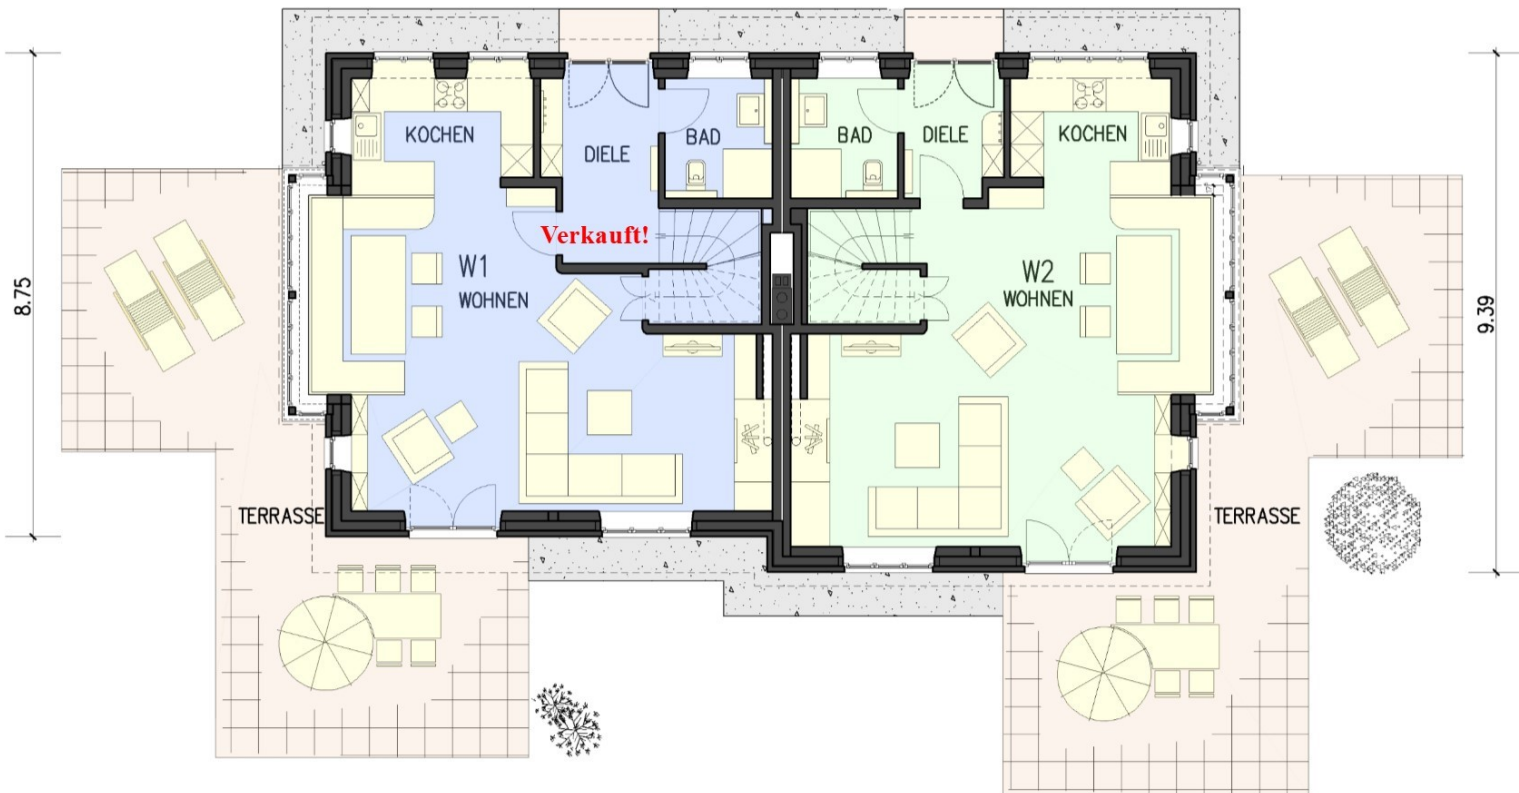 KOCHEN
DIELE
BAD
BAD
DIELE
KOCHEN
Verkauft!
W1
WOHNEN
W2
WOHNEN
8.75
9.39
TERRASSE
TERRASSE